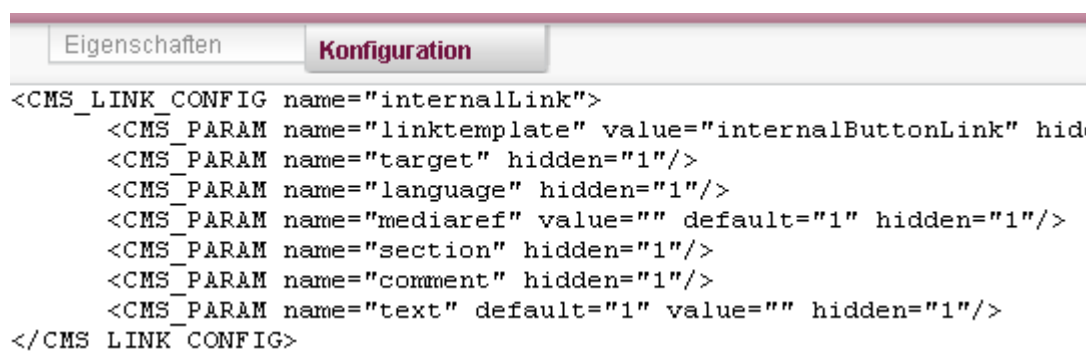 Eigenschaften Konfiguration
<CMS_LINK_CONFIG name="internalLink">
<CMS_PARAM name="linktemplate" value="internalButtonLink"
<CMS_PARAM name="target" hidden="1"/>
<CMS_PARAM name="language" hidden="1"/>
<CMS_PARAM name="mediaref" value="" default="1" hidden="1"/>
<CMS_PARAM name="section" hidden="1"/>
<CMS_PARAM name="comment" hidden="1"/>
<CMS_PARAM name="text" default="1" value="" hidden="1"/>
</CMS_LINK_CONFIG>